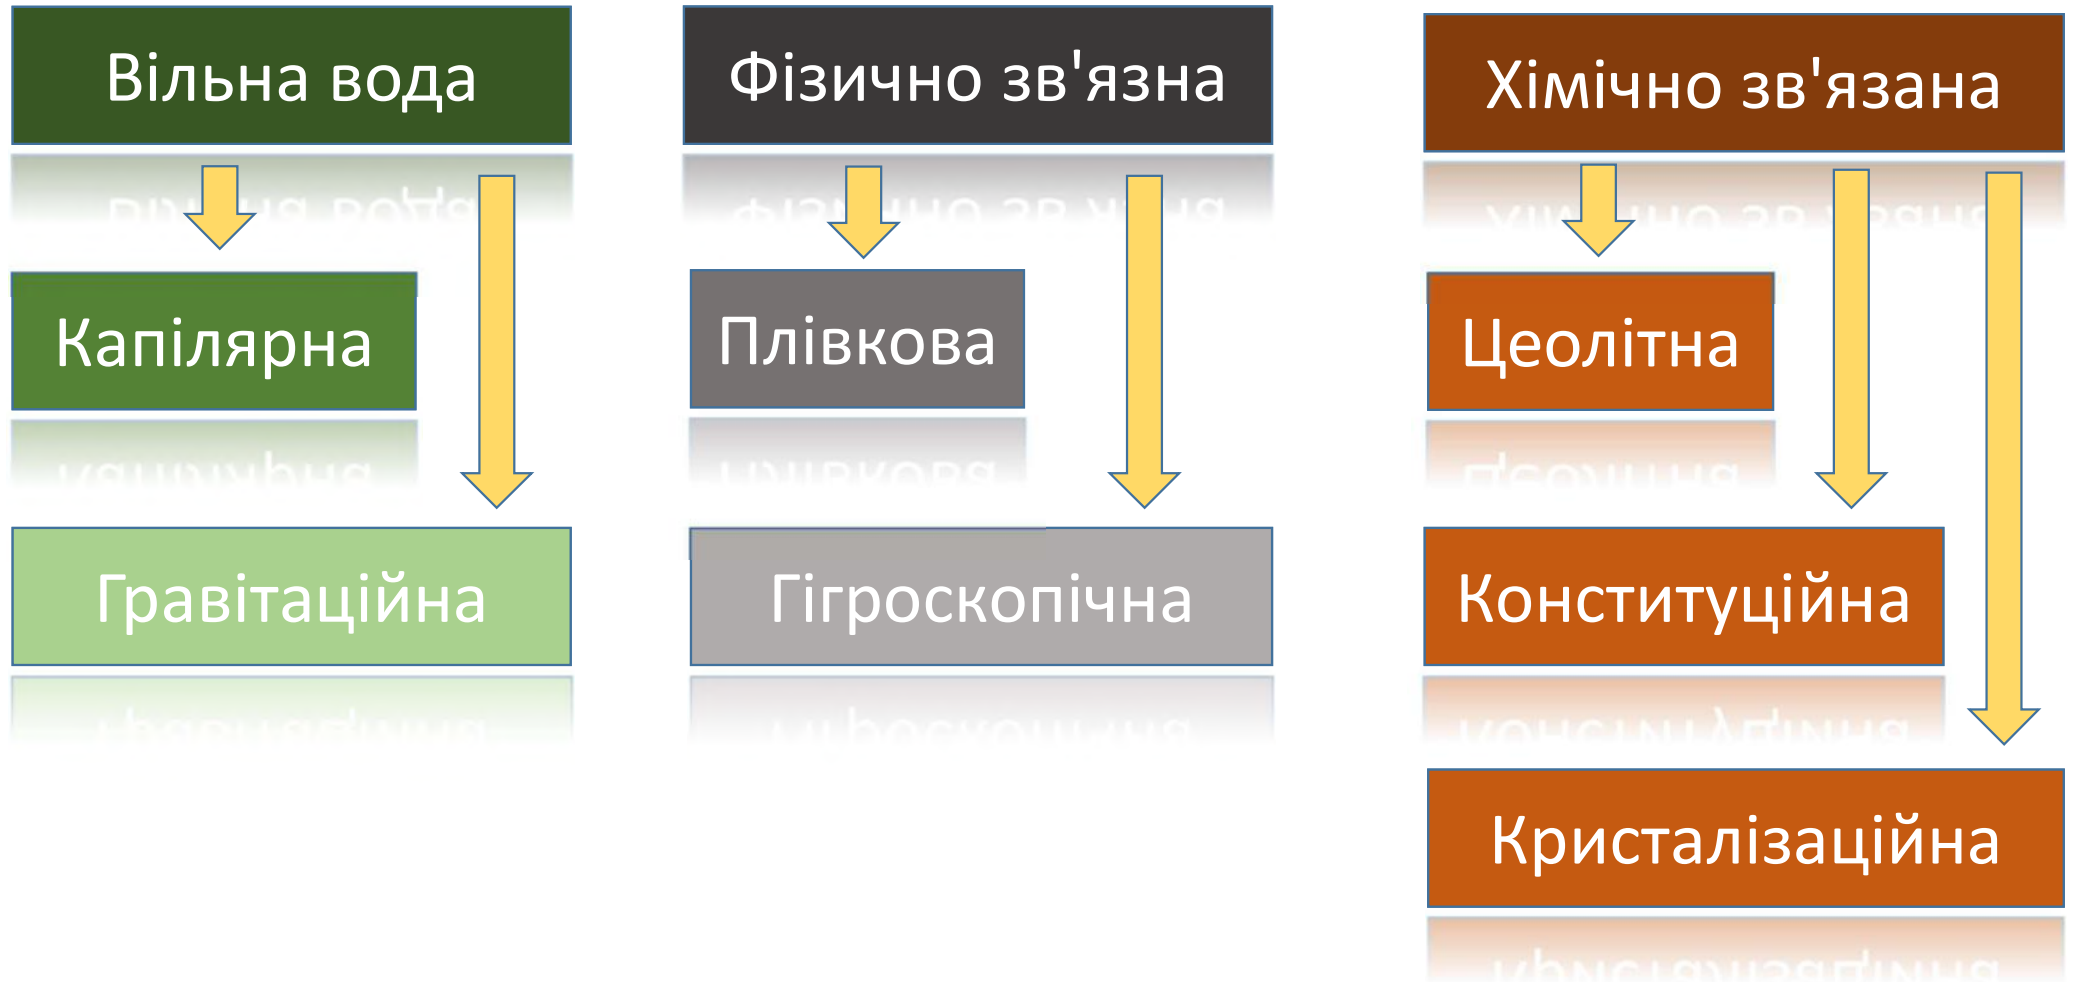 Вільна вода
Капілярна
Гравітаційна
Фізично зв'язна
Плівкова
Гігроскопічна
Хімічно зв'язана
Цеолітна
Конституційна
Кристалізаційна